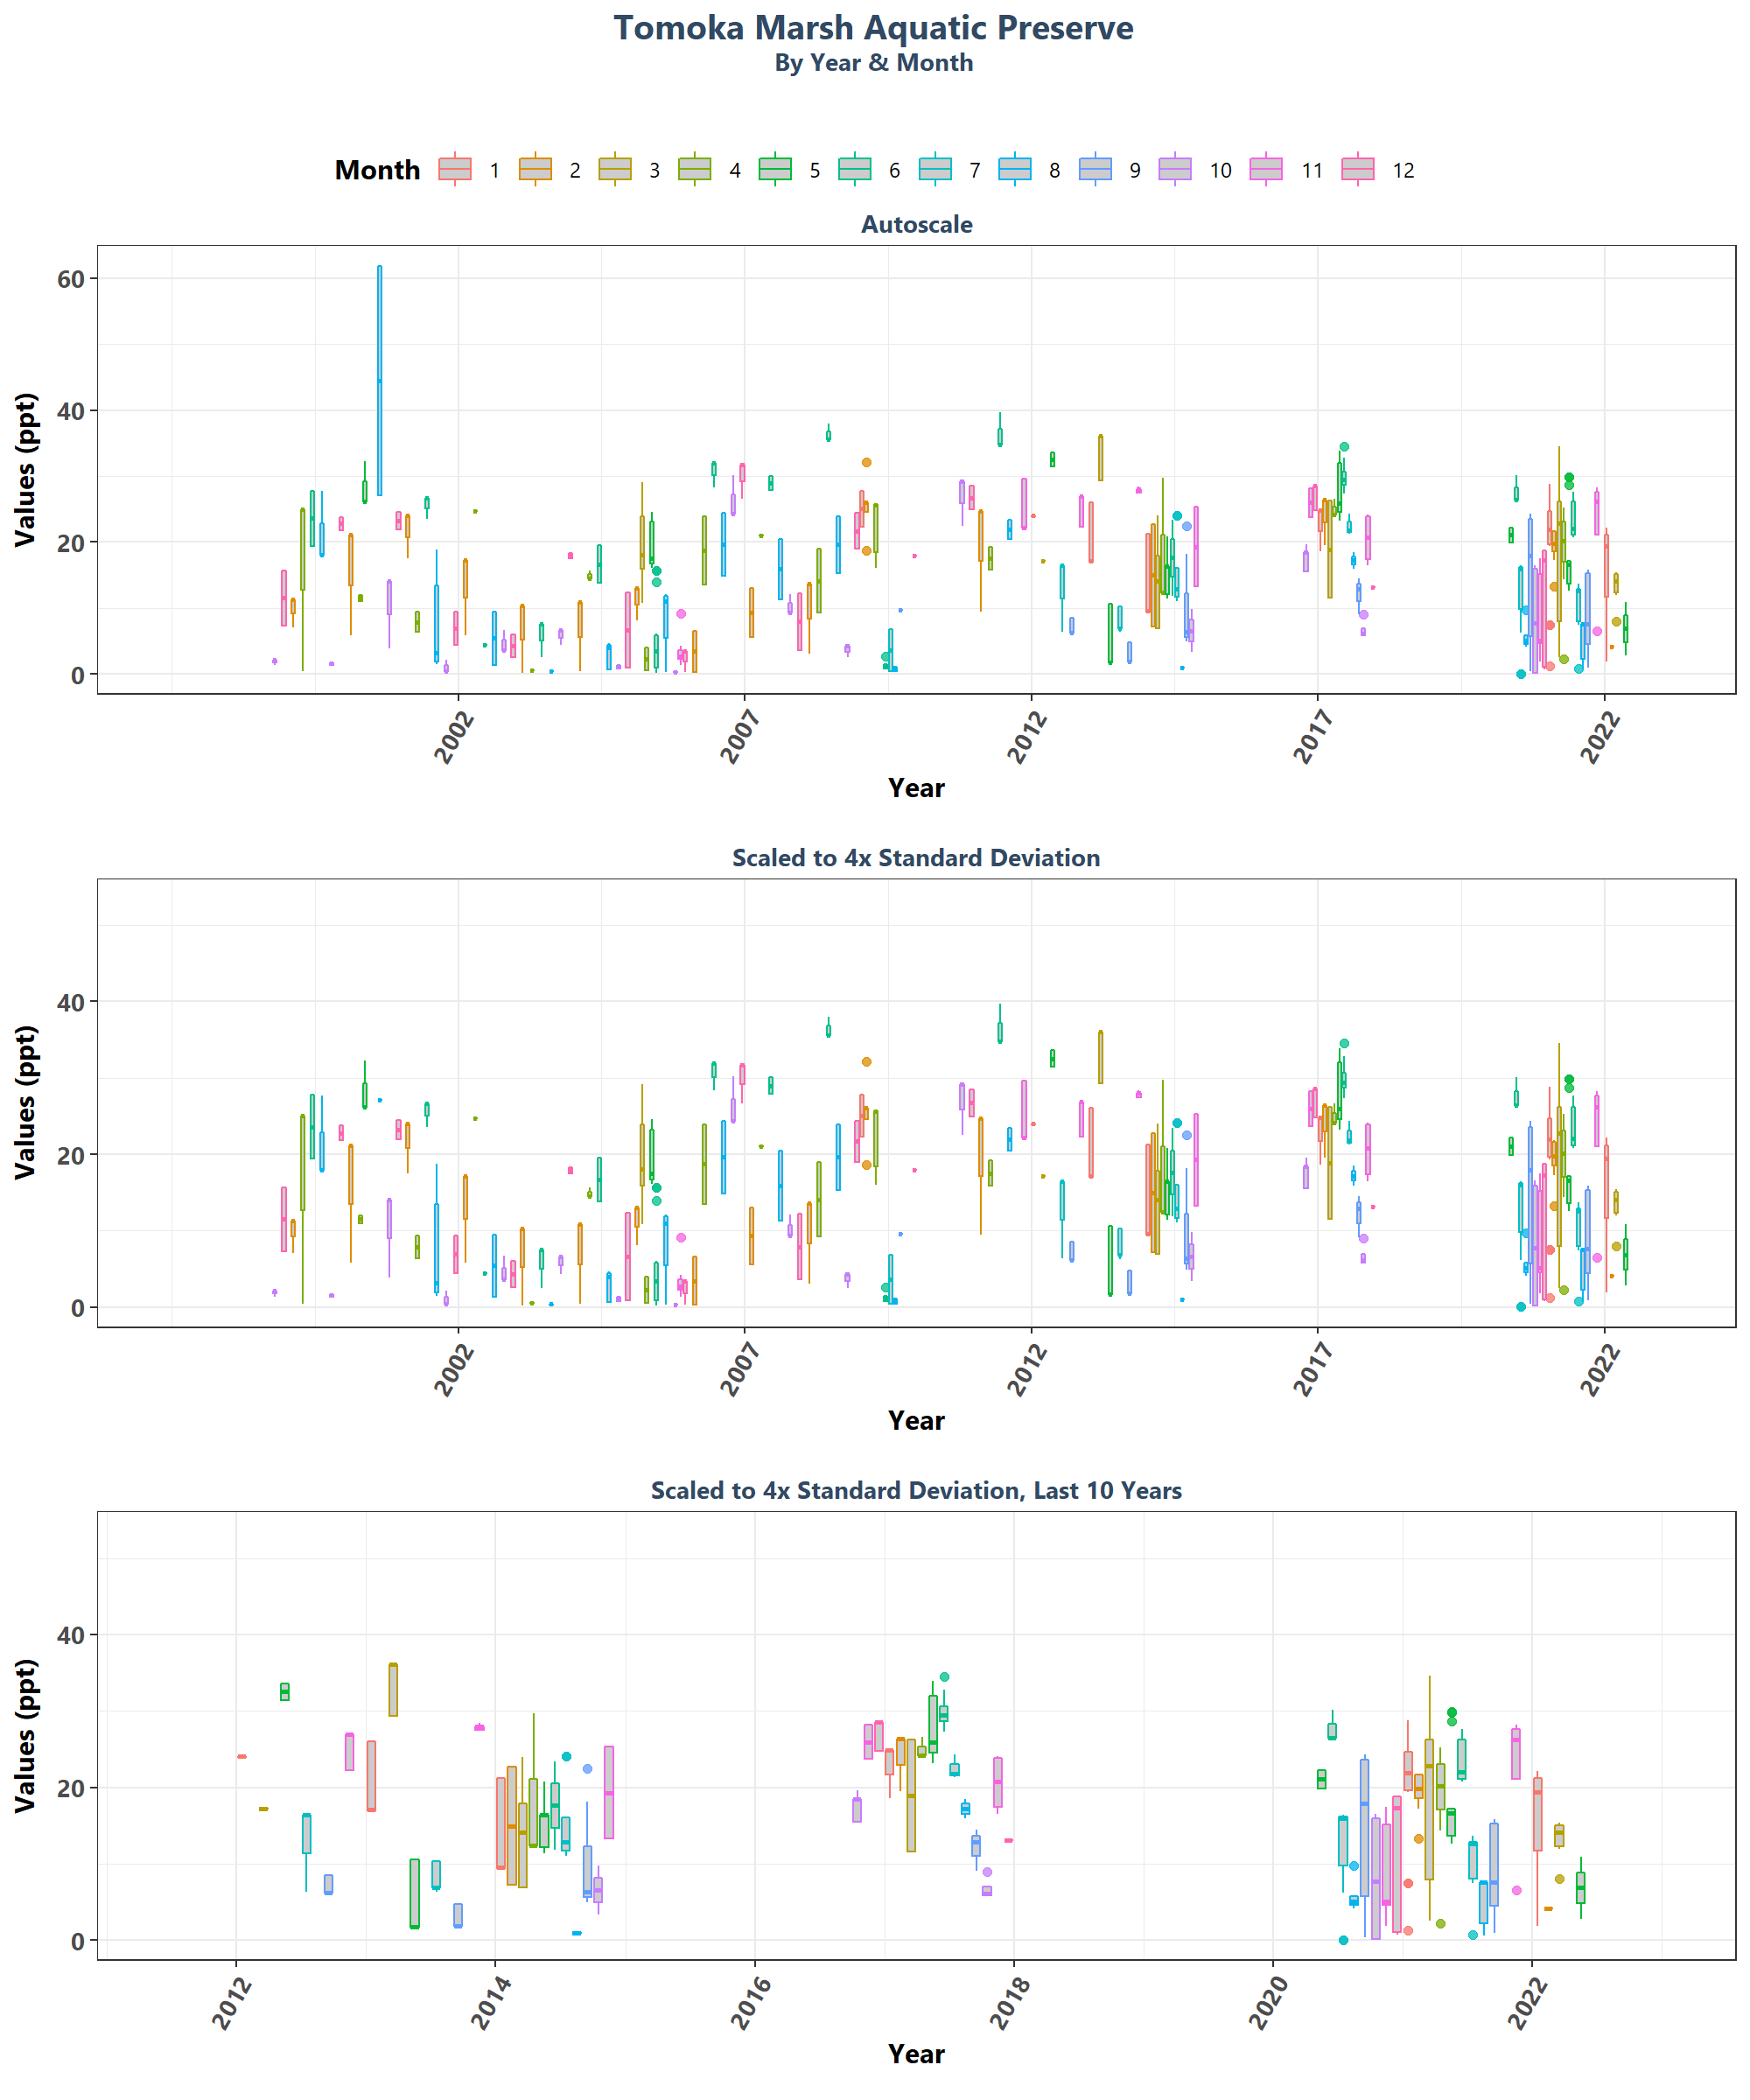 Tomoka Marsh Aquatic Preserve
By Year & Month
Month 1 2 3 4 5 6 7 8 9 10 11 12
Autoscale
Values (ppt)
60
40
20
0
2002 2007 2012 2017 2022
Year
Scaled to 4x Standard Deviation
Values (ppt)
40
20
0
2002 2007 2012 2017 2022
Year
Scaled to 4x Standard Deviation, Last 10 Years
Values (ppt)
40
20
0
2012 2014 2016 2018 2020 2022
Year